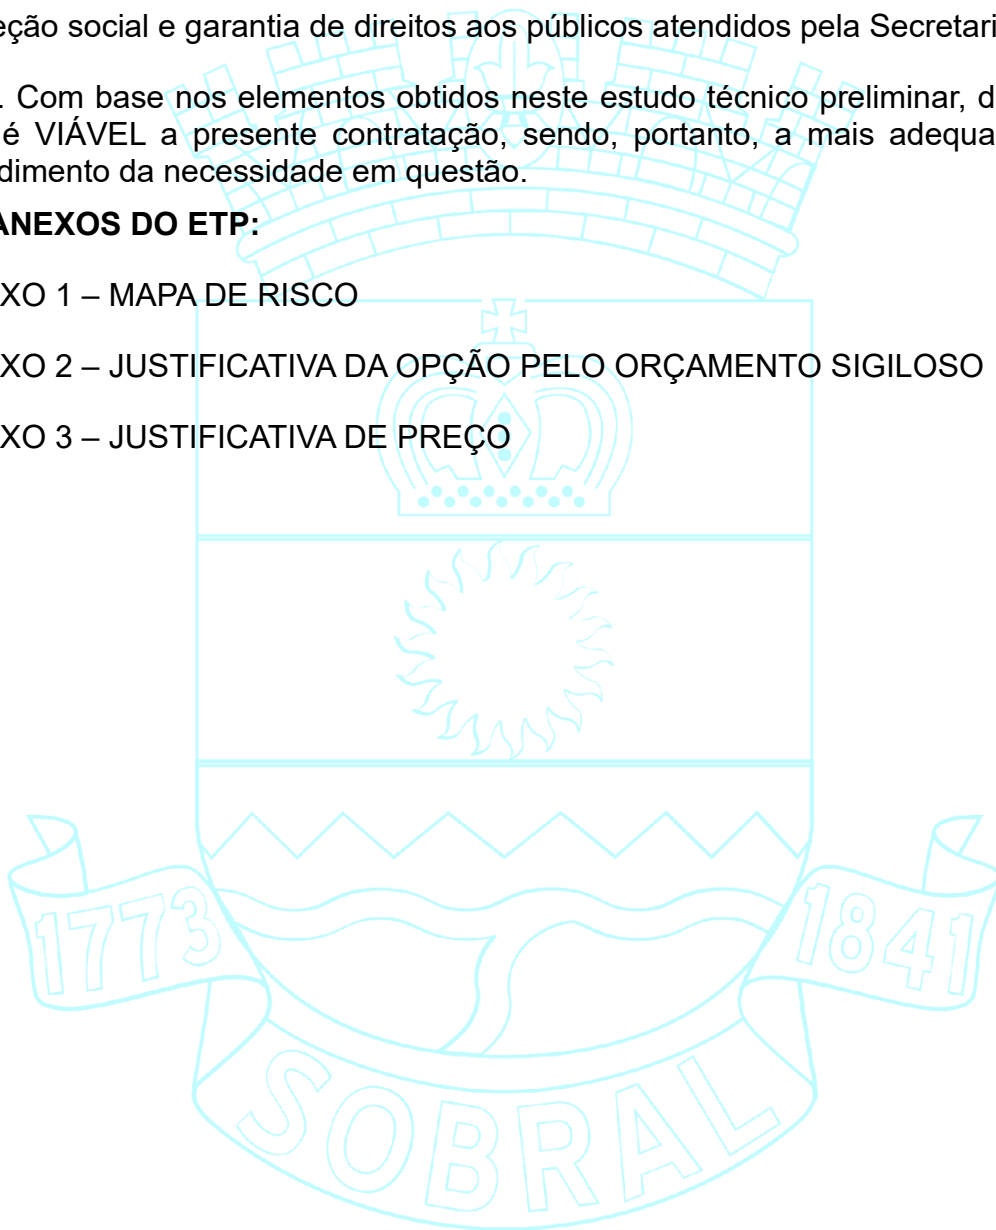 eção social e garantia de direitos aos públicos atendidos pela Secretari
. Com base nos elementos obtidos neste estudo técnico preliminar, d
é VIÁVEL a presente contratação, sendo, portanto, a mais adequa
dimento da necessidade em questão.
ANEXOS DO ETP:
XO 1 – MAPA DE RISCO
XO 2 – JUSTIFICATIVA DA OPÇÃO PELO ORÇAMENTO SIGILOSO
XO 3 – JUSTIFICATIVA DE PREÇO
1773
1841
SOBRAL